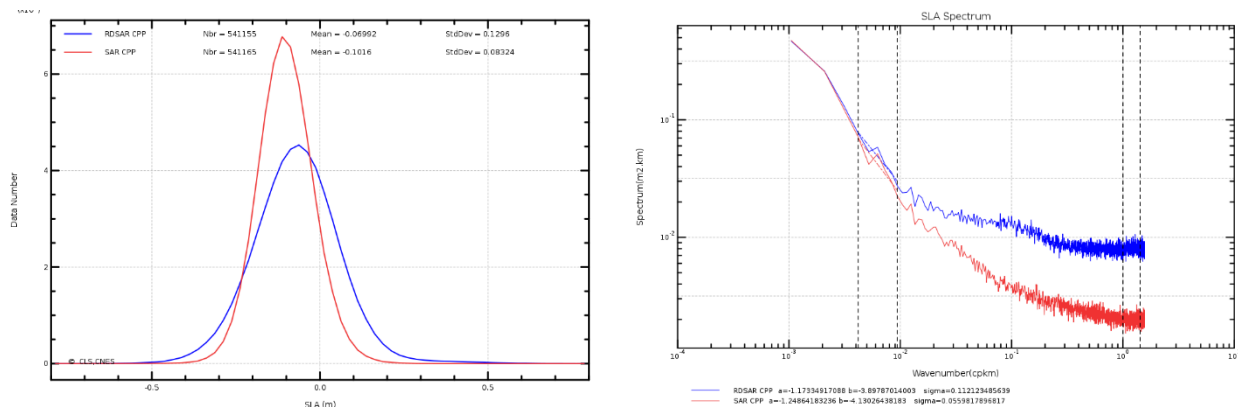 RDSAR CPP Nbr = 541155 Mean = -0.06992 StdDev = 0.1296
SAR CPP Nbr = 541165 Mean = -0.1016 StdDev = 0.08324
6
4
2
0
Data Number
© CLS,CNES
-0.5 0.0 0.5
SLA (m)
SLA Spectrum
10-1
10-2
Spectrum(m2.km)
10-4 10-3 10-2 10-1 100 10
Wavenumber(cpkm)
RDSAR CPP a=-1.17334917088 b=-3.89787014003 sigma=0.112123485639
SAR CPP a=-1.24864183236 b=-4.13026438183 sigma=0.0559817896817